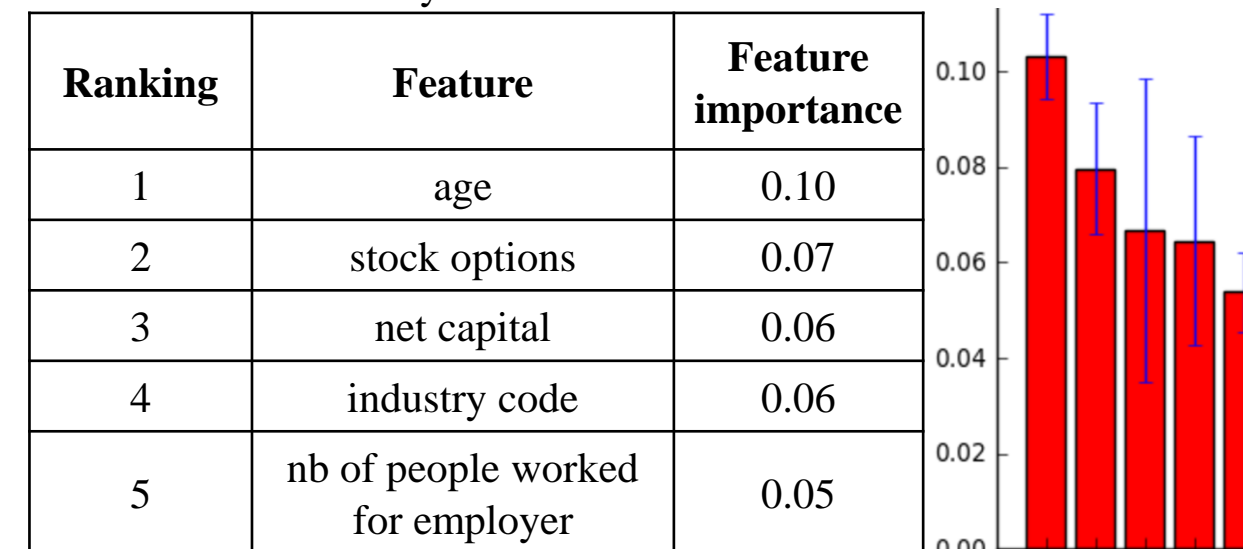 Ranking Feature Feature importance
1 age 0.10
2 stock options 0.07
3 net capital 0.06
4 industry code 0.06
5 nb of people worked for employer 0.05
0.10
0.08
0.06
0.04
0.02
0.00